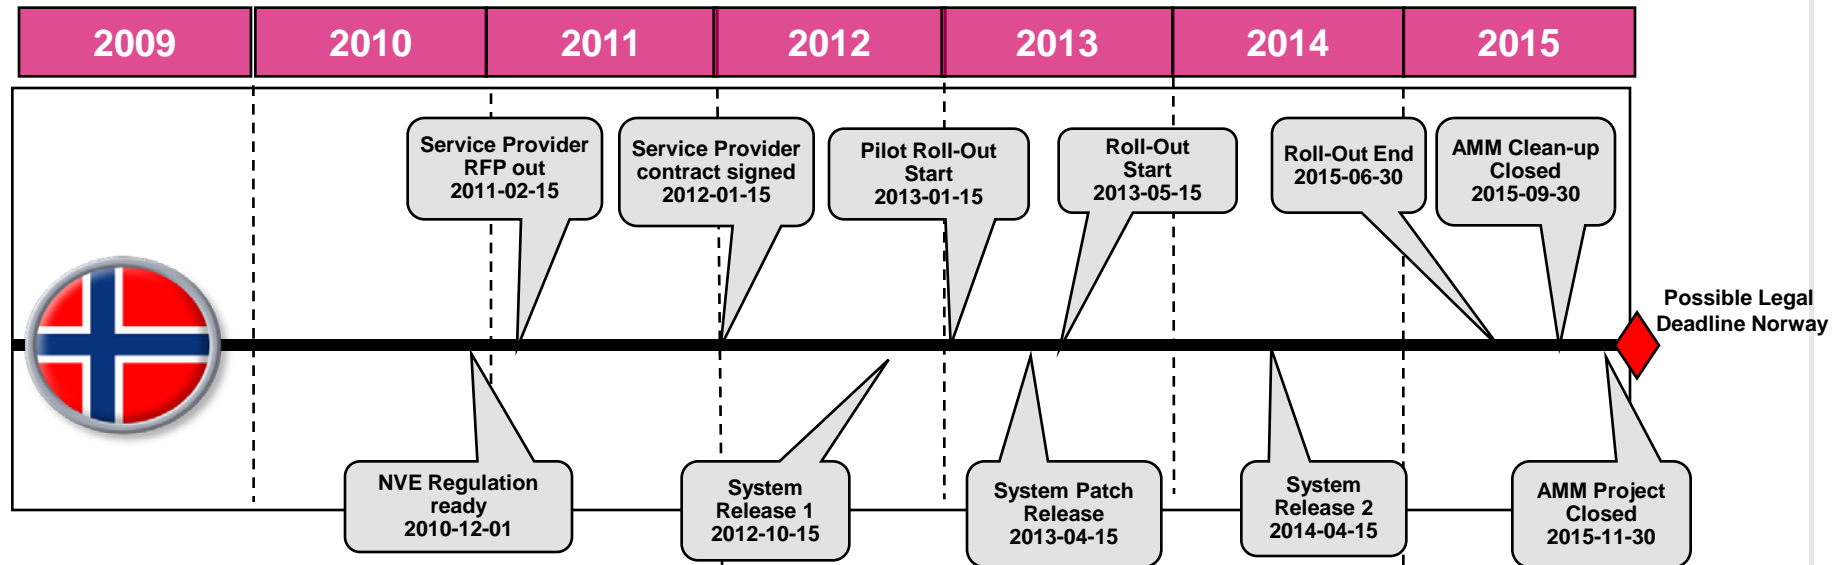 2009
2010
2011
2012
2013
2014
2015
Service Provider
RFP out
2011-02-15
Service Provider
contract signed
2012-01-15
Pilot Roll-Out
Start
2013-01-15
Roll-Out
Start
2013-05-15
Roll-Out End
2015-06-30
AMM Clean-up
Closed
2015-09-30
Possible Legal
Deadline Norway
NVE Regulation
ready
2010-12-01
System
Release 1
2012-10-15
System Patch
Release
2013-04-15
System
Release 2
2014-04-15
AMM Project
Closed
2015-11-30